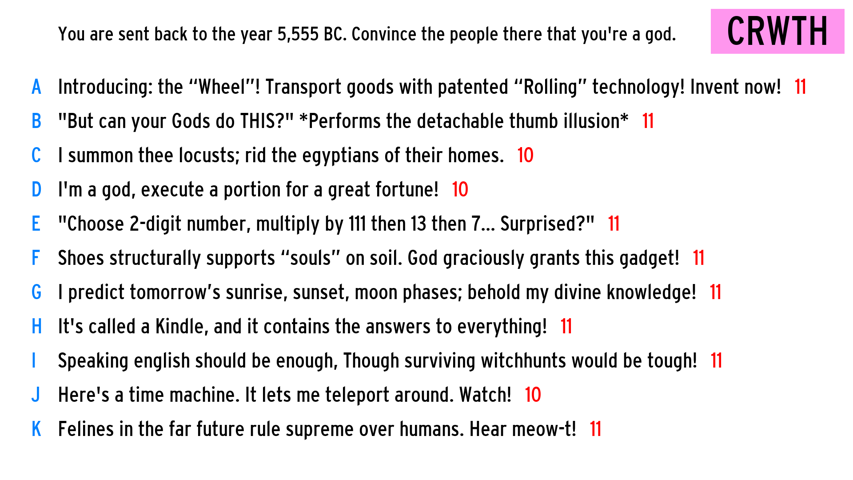 You are sent back to the year 5,555 BC. Convince the people there that you're a god.
CRWTH
A Introducing: the “Wheel”! Transport goods with patented “Rolling” technology! Invent now! 11
B "But can your Gods do THIS?" *Performs the detachable thumb illusion* 11
C I summon thee locusts; rid the egyptians of their homes. 10
D I'm a god, execute a portion for a great fortune! 10
E "Choose 2-digit number, multiply by 111 then 13 then 7... Surprised?" 11
F Shoes structurally supports “souls” on soil. God graciously grants this gadget! 11
G I predict tomorrow’s sunrise, sunset, moon phases; behold my divine knowledge! 11
H It's called a Kindle, and it contains the answers to everything! 11
I Speaking english should be enough, Though surviving witchhunts would be tough! 11
J Here's a time machine. It lets me teleport around. Watch! 10
K Felines in the far future rule supreme over humans. Hear meow-t! 11